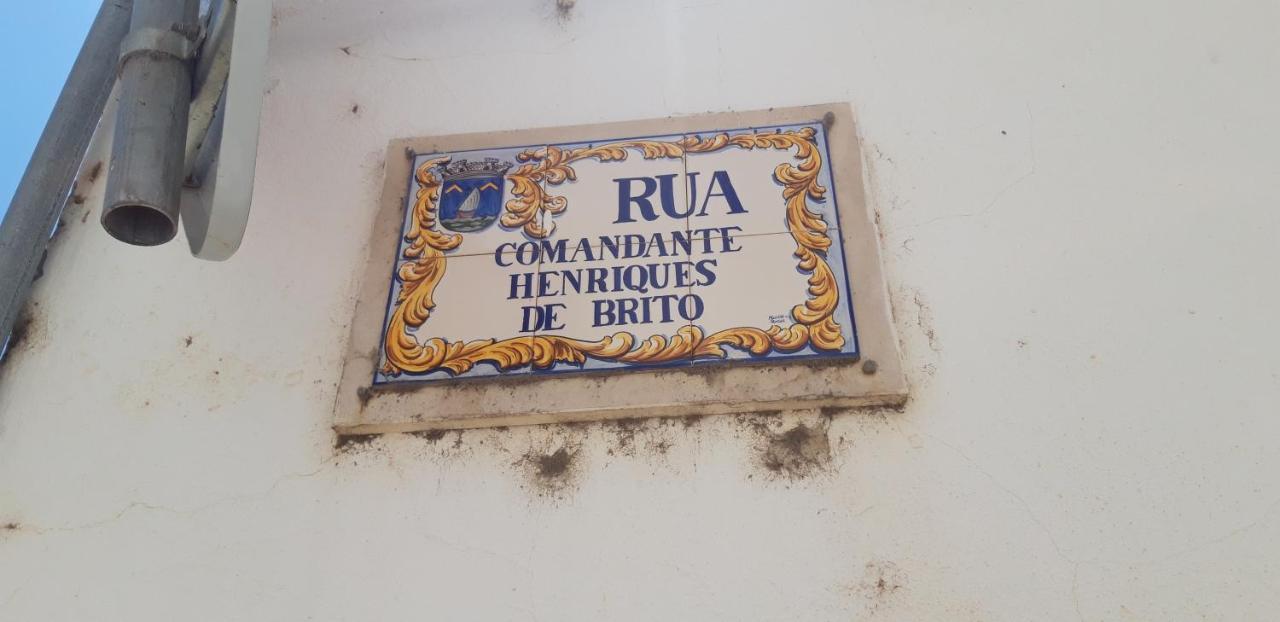 RUA
COMANDANTE
HENRIQUES
DE BRITO